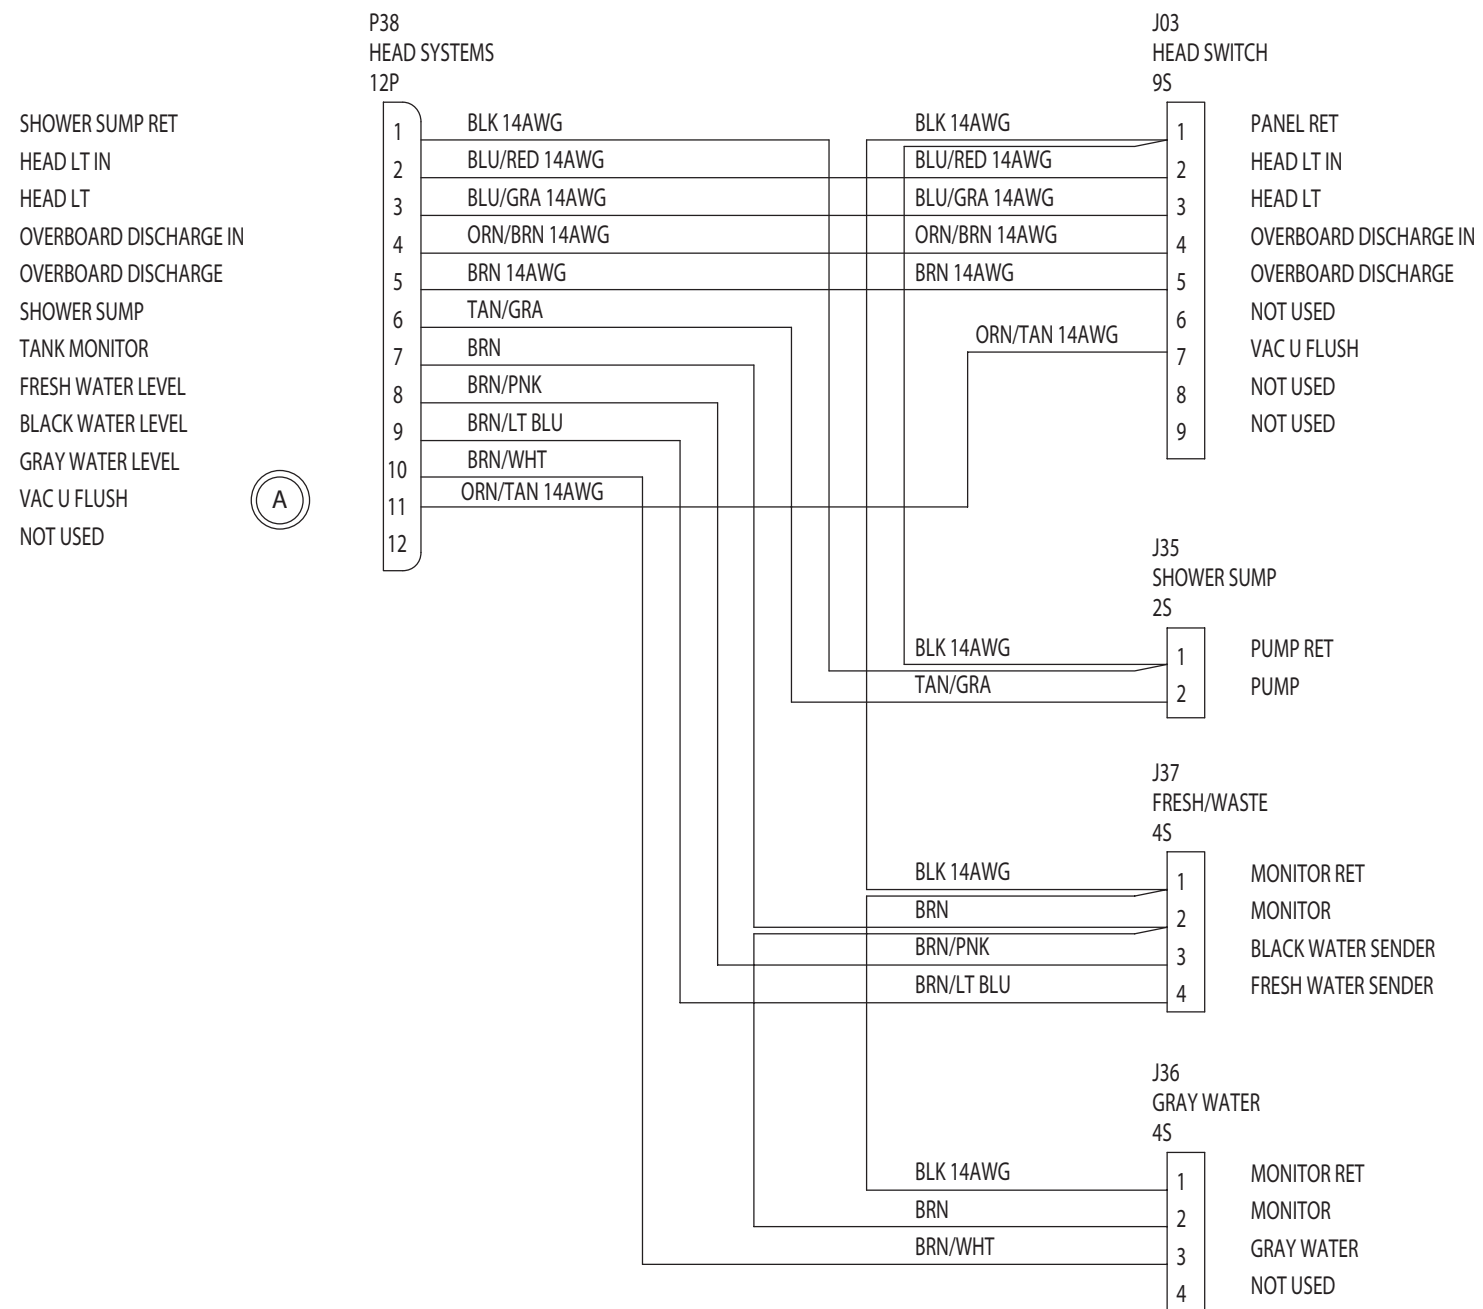 P38
HEAD SYSTEMS
12P
SHOWER SUMP RET
HEAD LT IN
HEAD LT
OVERBOARD DISCHARGE IN
OVERBOARD DISCHARGE
SHOWER SUMP
TANK MONITOR
FRESH WATER LEVEL
BLACK WATER LEVEL
GRAY WATER LEVEL
VAC U FLUSH
NOT USED
A
1
2
3
4
5
6
7
8
9
10
11
12
BLK 14AWG
BLU/RED 14AWG
BLU/GRA 14AWG
ORN/BRN 14AWG
BRN 14AWG
TAN/GRA
BRN
BRN/PNK
BRN/LT BLU
BRN/WHT
ORN/TAN 14AWG
J03
HEAD SWITCH
9S
BLK 14AWG
BLU/RED 14AWG
BLU/GRA 14AWG
ORN/BRN 14AWG
BRN 14AWG
ORN/TAN 14AWG
1
2
3
4
5
6
7
8
9
PANEL RET
HEAD LT IN
HEAD LT
OVERBOARD DISCHARGE IN
OVERBOARD DISCHARGE
NOT USED
VAC U FLUSH
NOT USED
NOT USED
J35
SHOWER SUMP
2S
BLK 14AWG
TAN/GRA
1
2
PUMP RET
PUMP
J37
FRESH/WASTE
4S
BLK 14AWG
BRN
BRN/PNK
BRN/LT BLU
1
2
3
4
MONITOR RET
MONITOR
BLACK WATER SENDER
FRESH WATER SENDER
J36
GRAY WATER
4S
BLK 14AWG
BRN
BRN/WHT
1
2
3
4
MONITOR RET
MONITOR
GRAY WATER
NOT USED